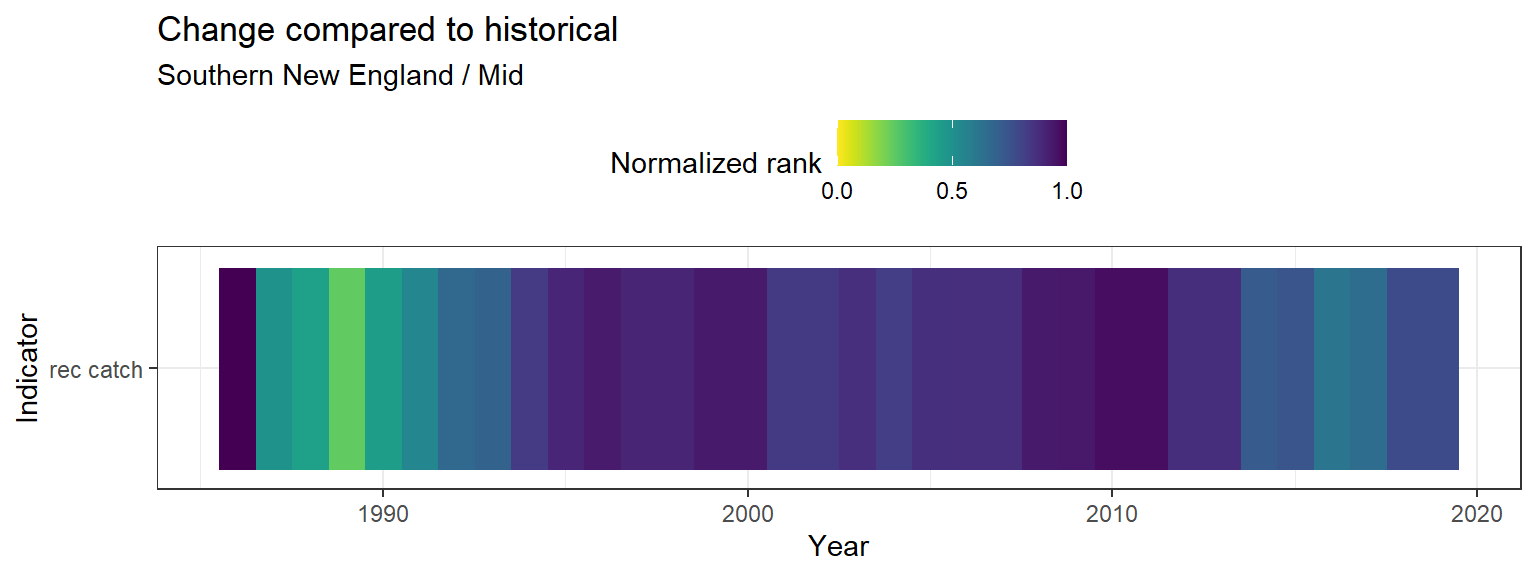 Change compared to historical
Southern New England / Mid
Normalized rank
0.0 0.5 1.0
Indicator
rec catch
1990 2000 2010 2020
Year